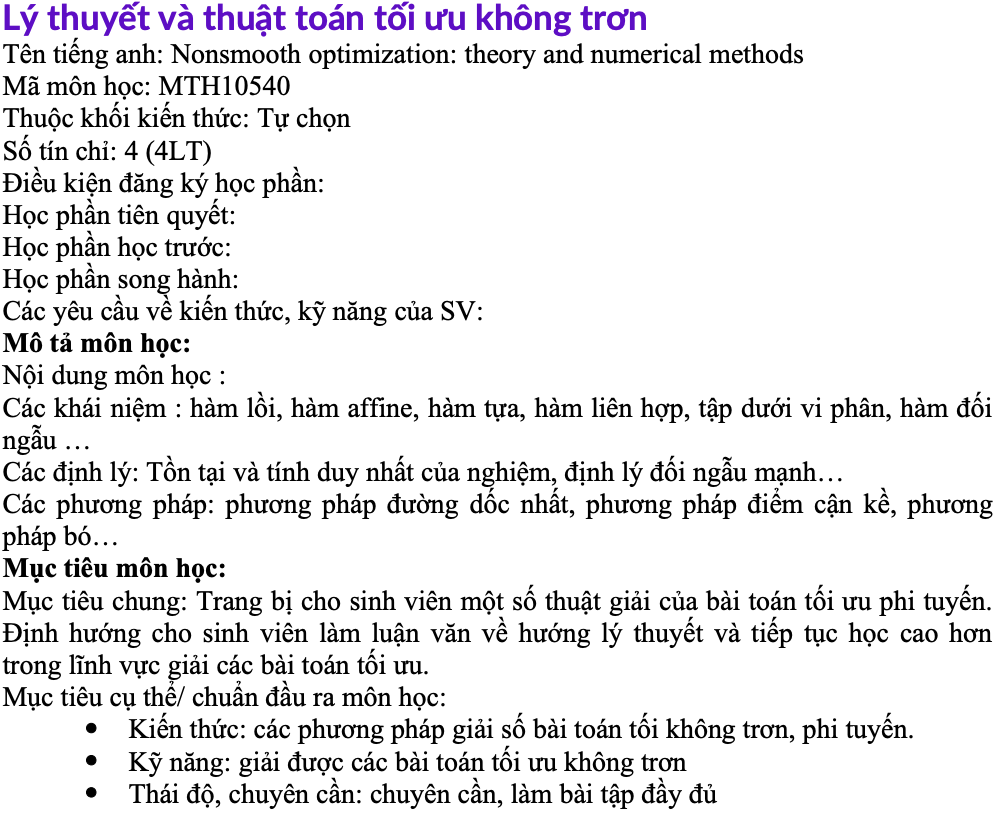 Lý thuyết và thuật toán tối ưu không trơn
Tên tiếng anh: Nonsmooth optimization: theory and numerical methods
Mã môn học: MTH10540
Thuộc khối kiến thức: Tự chọn
Số tín chỉ: 4 (4LT)
Điều kiện đăng ký học phần:
Học phần tiên quyết:
Học phần học trước:
Học phần song hành:
Các yêu cầu về kiến thức, kỹ năng của SV:
Mô tả môn học:
Nội dung môn học :
Các khái niệm : hàm lồi, hàm affine, hàm tựa, hàm liên hợp, tập dưới vi phân, hàm đối
ngẫu …
Các định lý: Tồn tại và tính duy nhất của nghiệm, định lý đối ngẫu mạnh…
Các phương pháp: phương pháp đường dốc nhất, phương pháp điểm cận kề, phương
pháp bó…
Mục tiêu môn học:
Mục tiêu chung: Trang bị cho sinh viên một số thuật giải của bài toán tối ưu phi tuyến.
Định hướng cho sinh viên làm luận văn về hướng lý thuyết và tiếp tục học cao hơn
trong lĩnh vực giải các bài toán tối ưu.
Mục tiêu cụ thể/ chuẩn đầu ra môn học:
• Kiến thức: các phương pháp giải số bài toán tối không trơn, phi tuyến.
• Kỹ năng: giải được các bài toán tối ưu không trơn
• Thái độ, chuyên cần: chuyên cần, làm bài tập đầy đủ